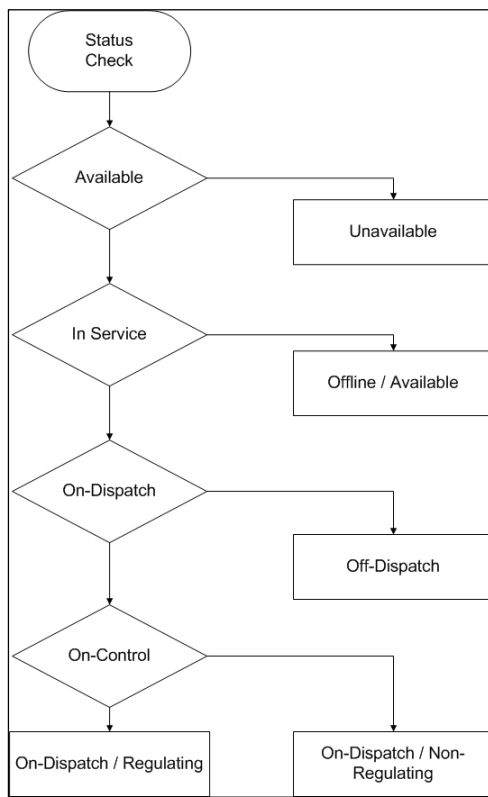 Status
Check
Available
Unavailable
In Service
Offline / Available
On-Dispatch
Off-Dispatch
On-Control
On-Dispatch / Regulating
On-Dispatch / Non-
Regulating